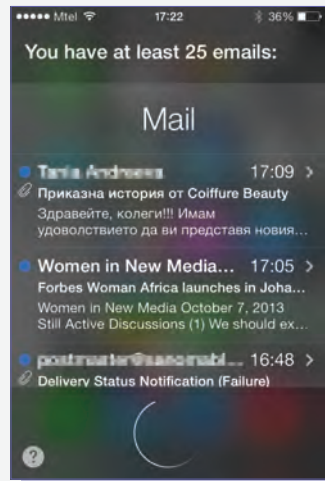 Mtel 17:22 36%
You have at least 25 emails:
Mail
17:09
Приказна история от Coiffure Beauty
Здравейте, колеги!!! Имам
удоволствието да ви представя новия...
Women in New Media... 17:05
Forbes Woman Africa launches in Joha...
Women in New Media October 7, 2013
Still Active Discussions (1) We should ex...
16:48
Delivery Status Notification (Failure)
?